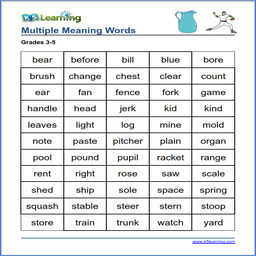 K5 Learning
Multiple Meaning Words
Grades 3-5
bear before bill blue bore
brush change chest clear count
ear fan fence fork game
handle head jerk kid kind
leaves light log mine mold
note paste pitcher plain organ
pool pound pupil racket range
rent right rose saw scale
shed ship sole space spring
squash stable steer stern stoop
store train trunk watch yard
www.k5learning.com